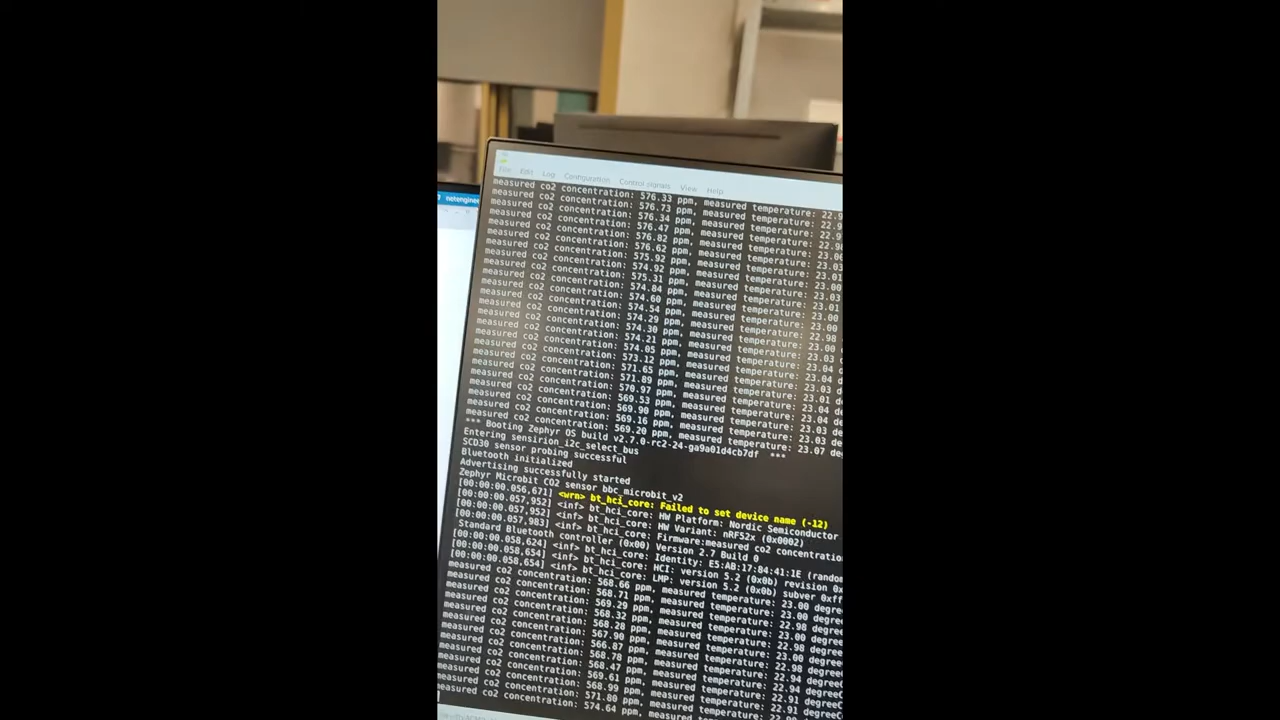 File Edit Log Configuration Control signals View Help
netenginee
measured co2 concentration: 576.33 ppm, measured temperature: 22.9
measured co2 concentration: 576.73 ppm, measured temperature: 22.9
measured co2 concentration: 576.34 ppm, measured temperature: 22.9
measured co2 concentration: 576.47 ppm, measured temperature: 22.91
measured co2 concentration: 576.82 ppm, measured temperature: 22.98
measured co2 concentration: 576.62 ppm, measured temperature: 23.00
measured co2 concentration: 575.92 ppm, measured temperature: 23.03
measured co2 concentration: 574.92 ppm, measured temperature: 23.01
measured co2 concentration: 575.31 ppm, measured temperature: 23.00
measured co2 concentration: 574.84 ppm, measured temperature: 23.03
measured co2 concentration: 574.60 ppm, measured temperature: 23.01
measured co2 concentration: 574.54 ppm, measured temperature: 23.00
measured co2 concentration: 574.29 ppm, measured temperature: 22.98
measured co2 concentration: 574.30 ppm, measured temperature: 23.00
measured co2 concentration: 574.21 ppm, measured temperature: 23.03
measured co2 concentration: 574.05 ppm, measured temperature: 23.04
measured co2 concentration: 573.12 ppm, measured temperature: 23.04
measured co2 concentration: 571.65 ppm, measured temperature: 23.03
measured co2 concentration: 571.89 ppm, measured temperature: 23.01
measured co2 concentration: 570.97 ppm, measured temperature: 23.04
measured co2 concentration: 569.53 ppm, measured temperature: 23.04
measured co2 concentration: 569.90 ppm, measured temperature: 23.03
measured co2 concentration: 569.16 ppm, measured temperature: 23.03
measured co2 concentration: 569.20 ppm, measured temperature: 23.07
*** Booting Zephyr OS build v2.7.0-rc2-24-ga9a01d4cb7df ***
Entering sensirion_i2c_select_bus
SCD30 sensor probing successful
Bluetooth initialized
Advertising successfully started
Zephyr Microbit CO2 sensor bbc_microbit_v2
[00:00:00.056,671] <wrn> bt_hci_core: Failed to set device name (-12)
[00:00:00.057,952] <inf> bt_hci_core: HW Platform: Nordic Semiconductor
[00:00:00.057,952] <inf> bt_hci_core: HW Variant: nRF52x (0x0002)
[00:00:00.057,983] <inf> bt_hci_core: Firmware:measured co2 concentratio
Standard Bluetooth controller (0x00) Version 2.7 Build 0
[00:00:00.058,624] <inf> bt_hci_core: Identity: E5:AB:17:84:41:1E (rando
[00:00:00.058,654] <inf> bt_hci_core: HCI: version 5.2 (0x0b) revision 0x
[00:00:00.058,654] <inf> bt_hci_core: LMP: version 5.2 (0x0b) subver 0xff
measured co2 concentration: 568.66 ppm, measured temperature: 23.00 degree
measured co2 concentration: 568.71 ppm, measured temperature: 23.00 degree
measured co2 concentration: 569.29 ppm, measured temperature: 22.98 degree
measured co2 concentration: 568.32 ppm, measured temperature: 23.00 degree
measured co2 concentration: 568.28 ppm, measured temperature: 22.98 degree
measured co2 concentration: 567.90 ppm, measured temperature: 23.00 degree
measured co2 concentration: 566.87 ppm, measured temperature: 22.98 degree
measured co2 concentration: 568.78 ppm, measured temperature: 22.94 degree
measured co2 concentration: 568.47 ppm, measured temperature: 22.94 degreeC
measured co2 concentration: 569.61 ppm, measured temperature: 22.91 degreeC
measured co2 concentration: 568.99 ppm, measured temperature: 22.91 degreeC
measured co2 concentration: 571.80 ppm, measured temperature: 22.91
measured co2 concentration: 574.64 ppm, measured temperature: